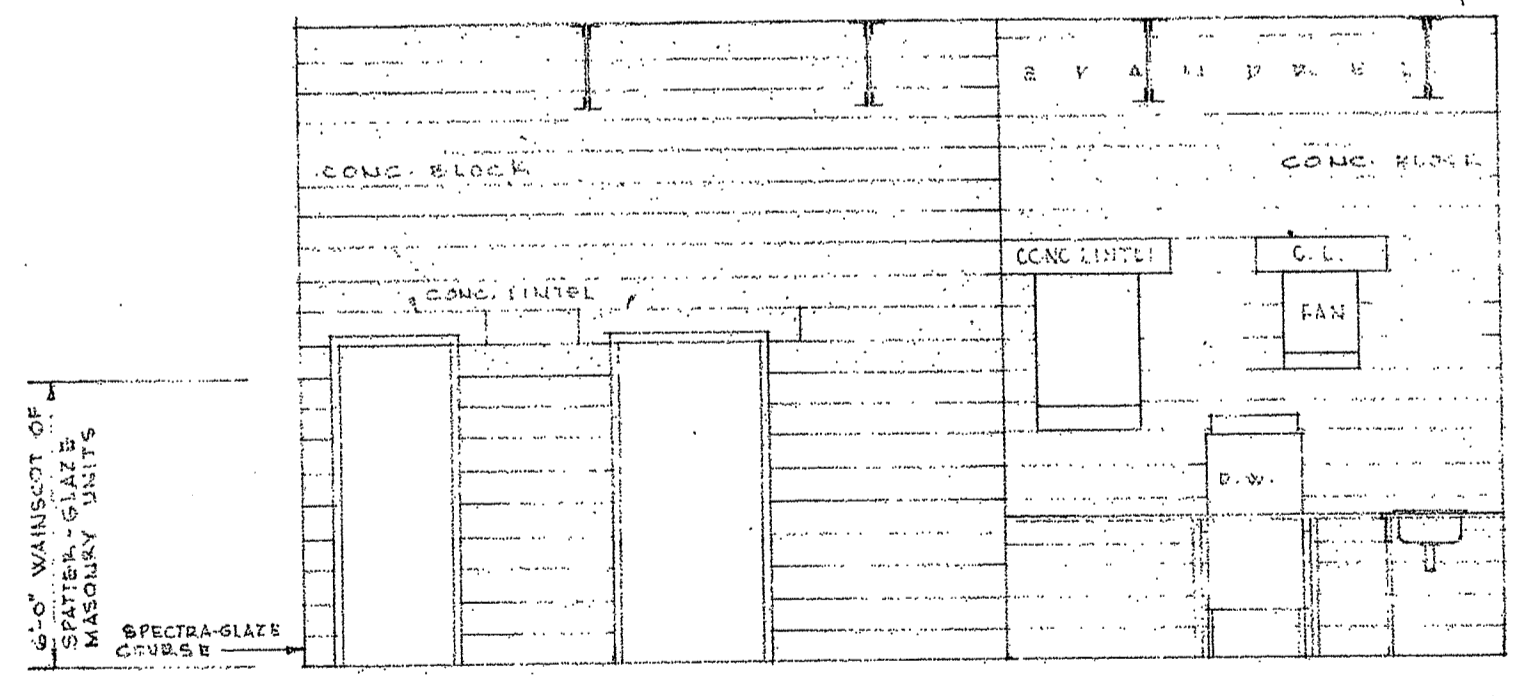 SPANDREL
CONC. BLOCK
CONC. BLOCK
CONC LINTEL
C. L.
CONC. LINTEL
FAN
D.W.
6'-0" WAINSCOT OF
SPATTER-GLAZE
MASONRY UNITS
SPECTRA-GLAZE
COURSE